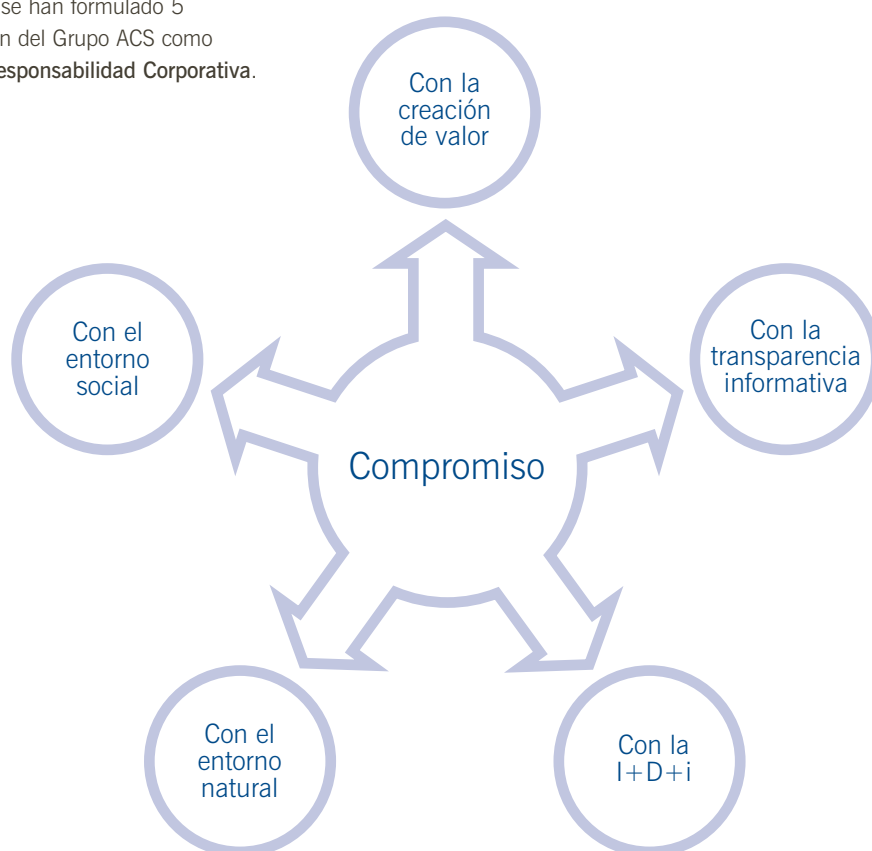 se han formulado 5
n del Grupo ACS como
esponsabilidad Corporativa.
Con la
creación
de valor
Con el
entorno
social
Con la
transparencia
informativa
Compromiso
Con el
entorno
natural
Con la
I+D+i